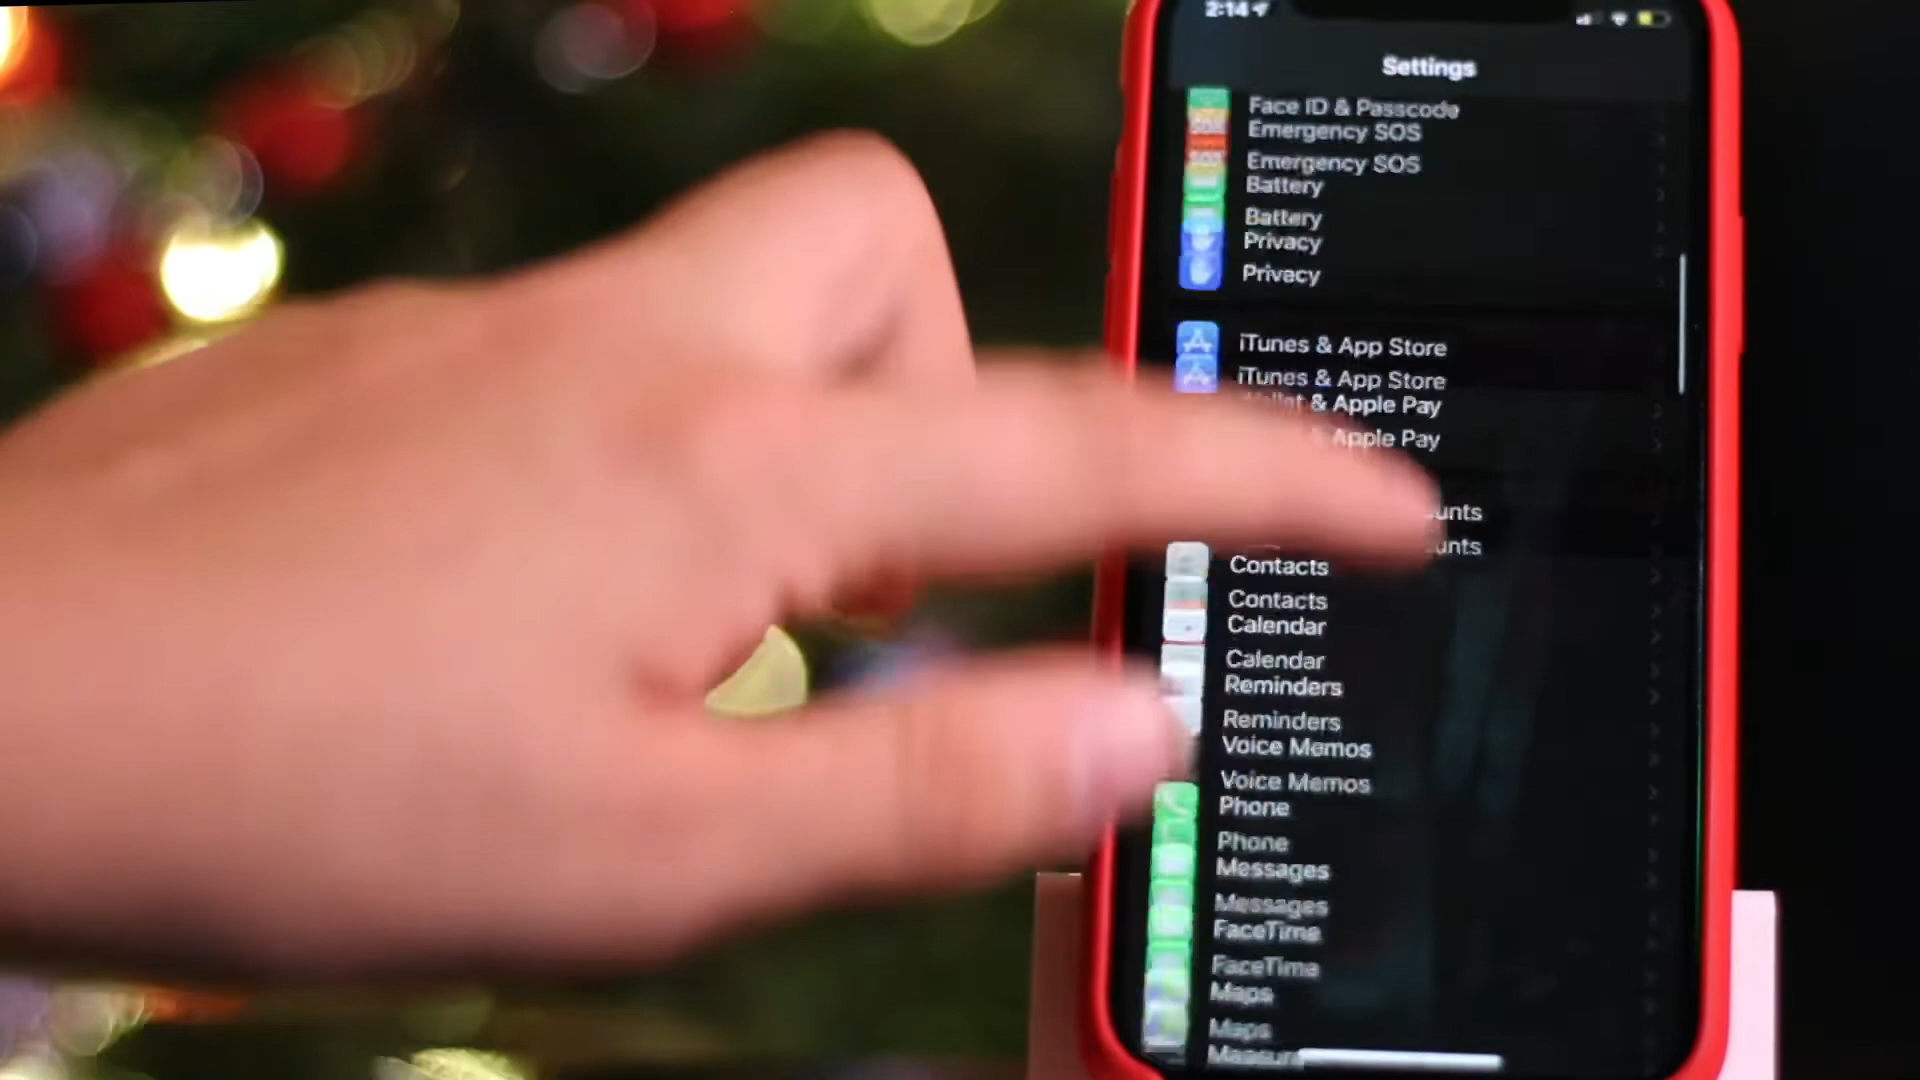 2:14
Settings
Face ID & Passcode
Emergency SOS
Emergency SOS
Battery
Battery
Privacy
Privacy
iTunes & App Store
iTunes & App Store
& Apple Pay
Apple Pay
Contacts
Contacts
Calendar
Calendar
Reminders
Reminders
Voice Memos
Voice Memos
Phone
Phone
Messages
Messages
FaceTime
FaceTime
Maps
Maps